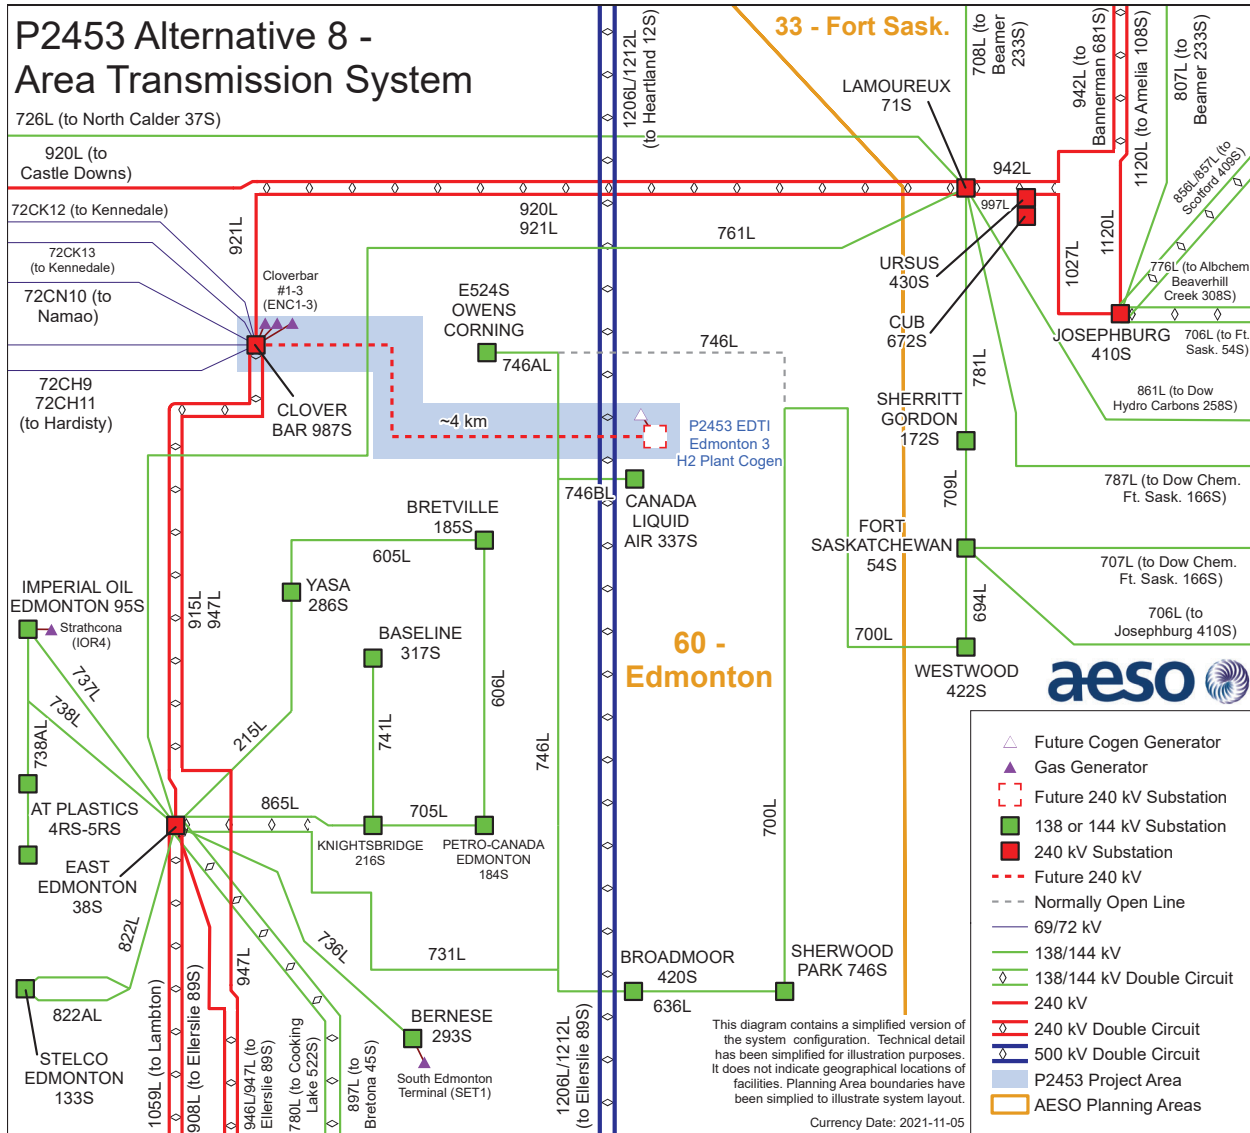 P2453 Alternative 8 -
Area Transmission System
726L (to North Calder 37S)
920L (to
Castle Downs)
72CK12 (to Kennedale)
72CK13
(to Kennedale)
72CN10 (to
Namao)
72CH9
72CH11
(to Hardisty)
921L
Cloverbar
#1-3
(ENC1-3)
CLOVER
BAR 987S
920L
921L
761L
1206L/1212L
(to Heartland 12S)
33 - Fort Sask.
708L (to
Beamer
233S)
LAMOUREUX
71S
942L (to
Bannerman 681S)
1120L (to Amelia 108S)
807L (to
Beamer 233S)
856L/857L (to
Scotford 409S)
942L
997L
URSUS
430S
CUB
672S
1027L
1120L
776L (to Albchem
Beaverhill
Creek 308S)
JOSEPHBURG
410S
706L (to Ft.
Sask. 54S)
E524S
OWENS
CORNING
746AL
746L
~4 km
P2453 EDTI
Edmonton 3
H2 Plant Cogen
746BL
CANADA
LIQUID
AIR 337S
781L
SHERRITT
GORDON
172S
861L (to Dow
Hydro Carbons 258S)
787L (to Dow Chem.
Ft. Sask. 166S)
709L
FORT
SASKATCHEWAN
54S
707L (to Dow Chem.
Ft. Sask. 166S)
694L
706L (to
Josephburg 410S)
700L
WESTWOOD
422S
BRETVILLE
185S
605L
YASA
286S
BASELINE
317S
606L
741L
215L
IMPERIAL OIL
EDMONTON 95S
Strathcona
(IOR4)
737L
738L
738AL
915L
947L
AT PLASTICS
4RS-5RS
EAST
EDMONTON
38S
865L
705L
KNIGHTSBRIDGE
216S
PETRO-CANADA
EDMONTON
184S
746L
60 -
Edmonton
700L
822L
822AL
STELCO
EDMONTON
133S
947L
736L
731L
BERNESE
293S
South Edmonton
Terminal (SET1)
BROADMOOR
420S
636L
SHERWOOD
PARK 746S
1059L (to Lambton)
908L (to Ellerslie 89S)
946L/947L (to
Ellerslie 89S)
780L (to Cooking
Lake 522S)
897L (to
Bretona 45S)
1206L/1212L
(to Ellerslie 89S)
aeso
Future Cogen Generator
Gas Generator
Future 240 kV Substation
138 or 144 kV Substation
240 kV Substation
Future 240 kV
Normally Open Line
69/72 kV
138/144 kV
138/144 kV Double Circuit
240 kV
240 kV Double Circuit
500 kV Double Circuit
P2453 Project Area
AESO Planning Areas
This diagram contains a simplified version of
the system configuration. Technical detail
has been simplified for illustration purposes.
It does not indicate geographical locations of
facilities. Planning Area boundaries have
been simplied to illustrate system layout.
Currency Date: 2021-11-05